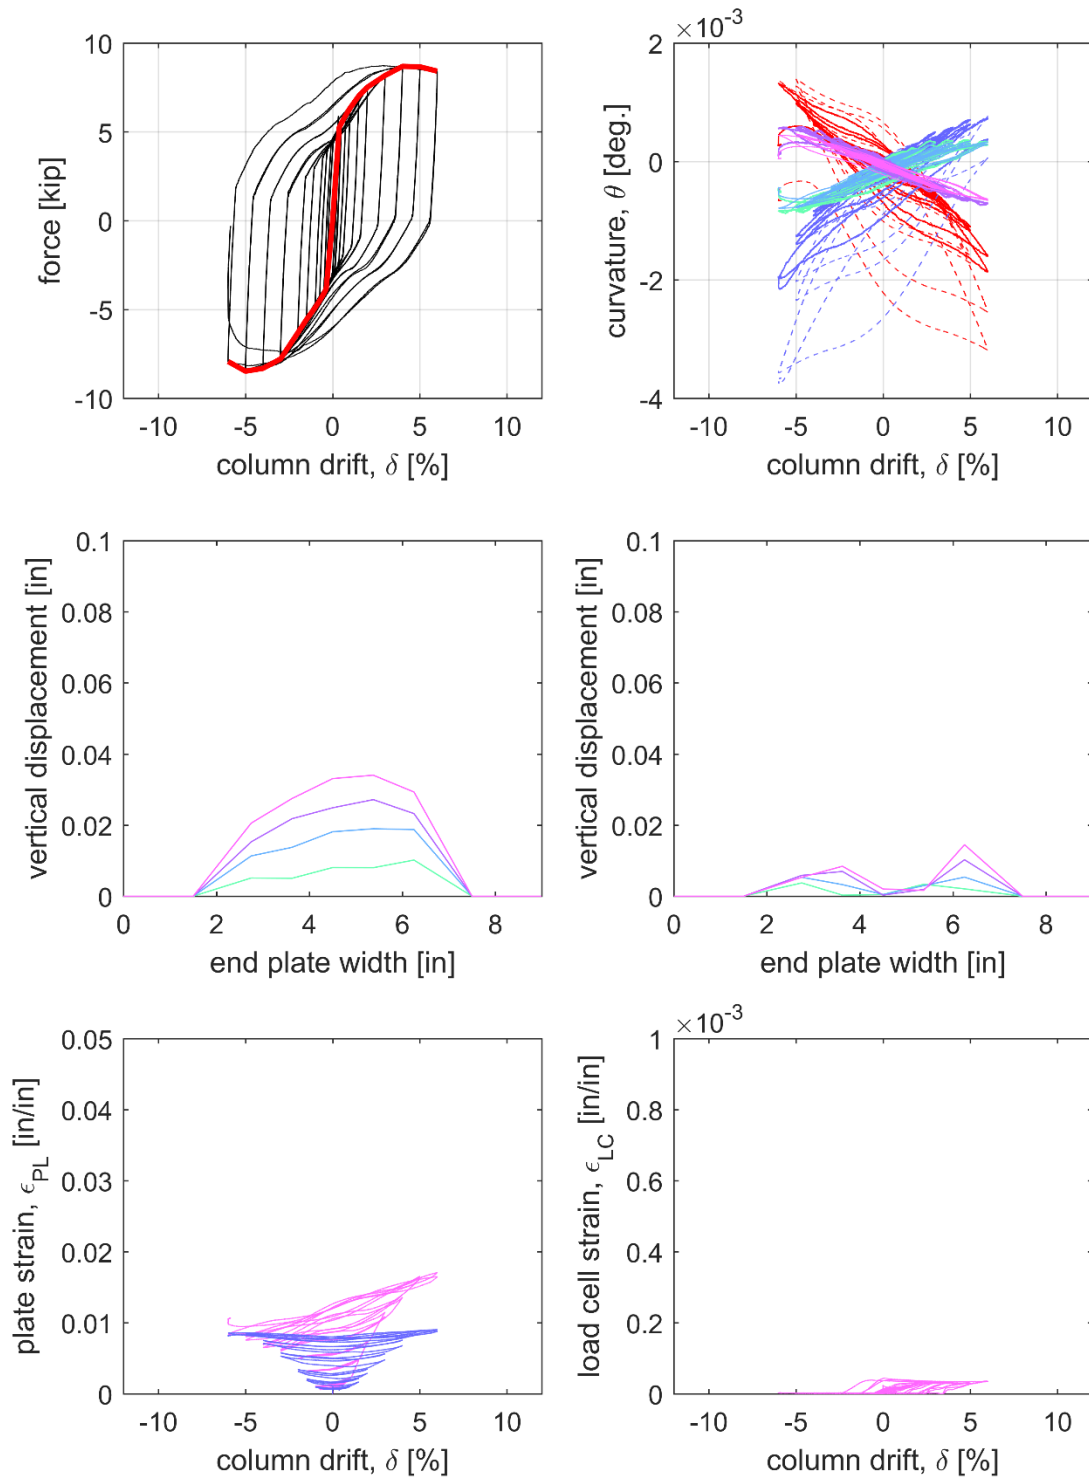 10
5
0
-5
-10
force [kip]
-10 -5 0 5 10
column drift, δ [%]
×10-3
2
0
-2
-4
curvature, θ [deg.]
-10 -5 0 5 10
column drift, δ [%]
0.1
0.08
0.06
0.04
0.02
0
vertical displacement [in]
0 2 4 6 8
end plate width [in]
0.1
0.08
0.06
0.04
0.02
0
vertical displacement [in]
0 2 4 6 8
end plate width [in]
0.05
0.04
0.03
0.02
0.01
0
plate strain, ϵPL [in/in]
-10 -5 0 5 10
column drift, δ [%]
×10-3
1
0.8
0.6
0.4
0.2
0
load cell strain, ϵLC [in/in]
-10 -5 0 5 10
column drift, δ [%]